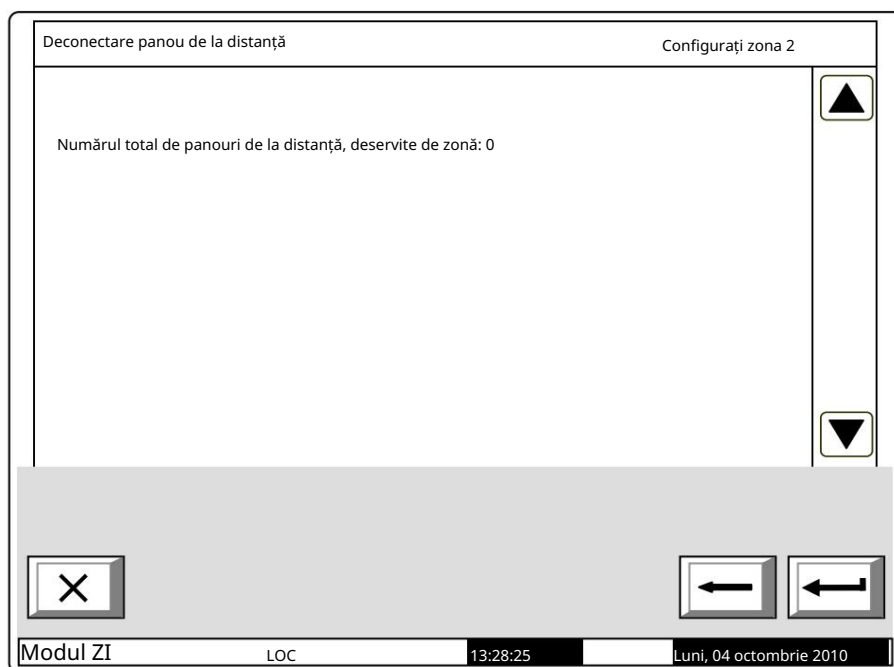 Deconectare panou de la distanță
Configurați zona 2
Numărul total de panouri de la distanță, deservite de zonă: 0
Modul ZI
LOC
13:28:25
Luni, 04 octombrie 2010